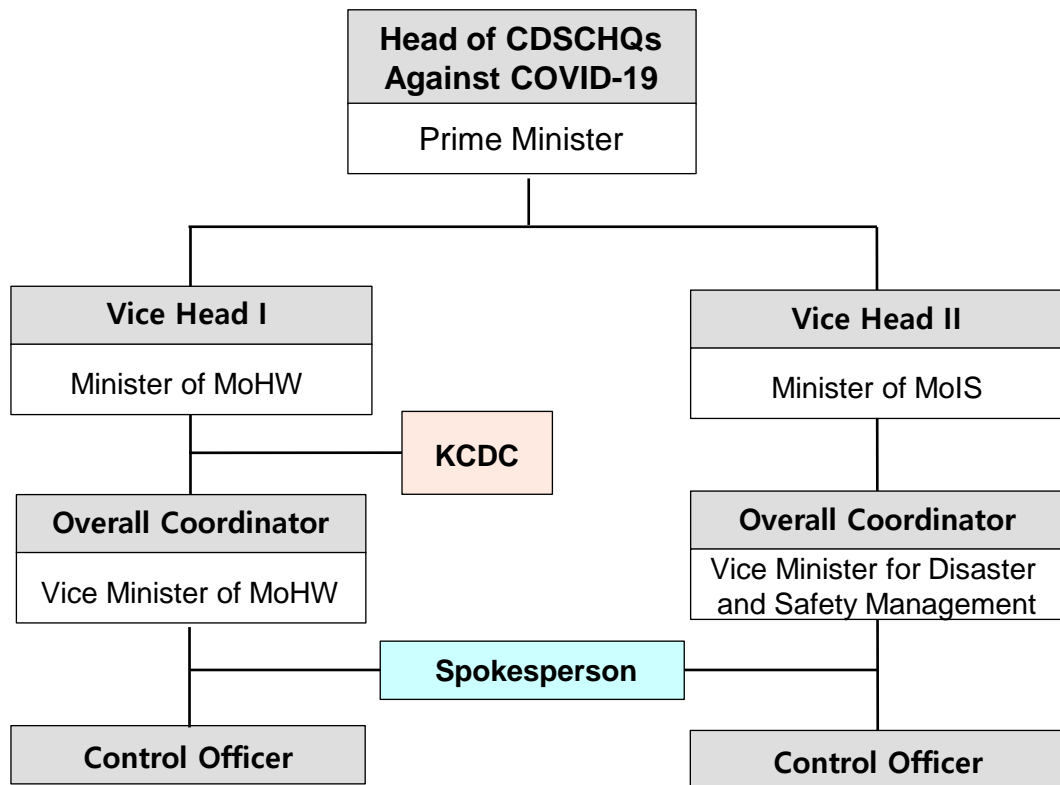 Head of CDSCHQs
Against COVID-19
Prime Minister
Vice Head I
Minister of MoHW
Vice Head II
Minister of MoIS
KCDC
Overall Coordinator
Vice Minister of MoHW
Overall Coordinator
Vice Minister for Disaster
and Safety Management
Spokesperson
Control Officer
Control Officer